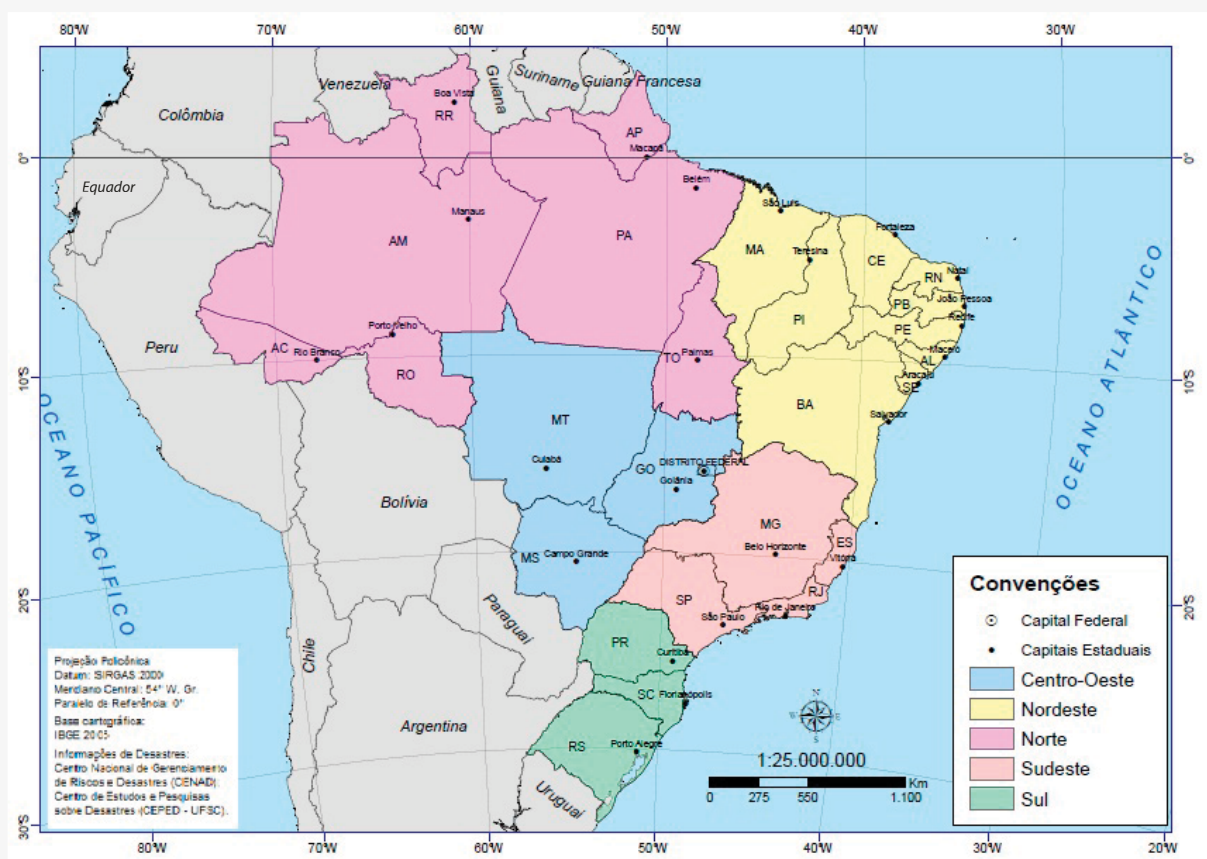 80°W 70°W 60°W 50°W 40°W 30°W 20°W
Venezuela
Guiana
Suriname
Guiana Francesa
Boa Vista
RR
Colômbia
AP
Macapá
0° 0°
Equador
Belém
São Luís
Manaus
Fortaleza
AM
PA
MA
Teresina
CE
RN
Natal
PB
João Pessoa
PI
PE
Recife
Porto Velho
Peru
AC
Rio Branco
TO
Palmas
Maceió
AL
Aracaju
SE
10°S 10°S
RO
BA
MT
Salvador
OCEANO ATLÂNTICO
OCEANO PACÍFICO
Cuiabá
GO
DISTRITO FEDERAL
Goiânia
Bolívia
MG
Belo Horizonte
ES
Vitória
MS
Campo Grande
SP
RJ
Rio de Janeiro
São Paulo
20°S 20°S
Paraguai
Chile
PR
Curitiba
SC
Florianópolis
Argentina
RS
Porto Alegre
Uruguai
Projeção Policônica
Datum: SIRGAS 2000
Meridiano Central: 54° W. Gr.
Paralelo de Referência: 0°
Base cartográfica:
IBGE 2005
Informações de Desastres:
Centro Nacional de Gerenciamento
de Riscos e Desastres (CENAD).
Centro de Estudos e Pesquisas
sobre Desastres (CEPED - UFSC).
N
W E
S
1:25.000.000
Km
0 275 550 1.100
Convenções
Capital Federal
Capitais Estaduais
Centro-Oeste
Nordeste
Norte
Sudeste
Sul
30°S
80°W 70°W 60°W 50°W 40°W 30°W 20°W